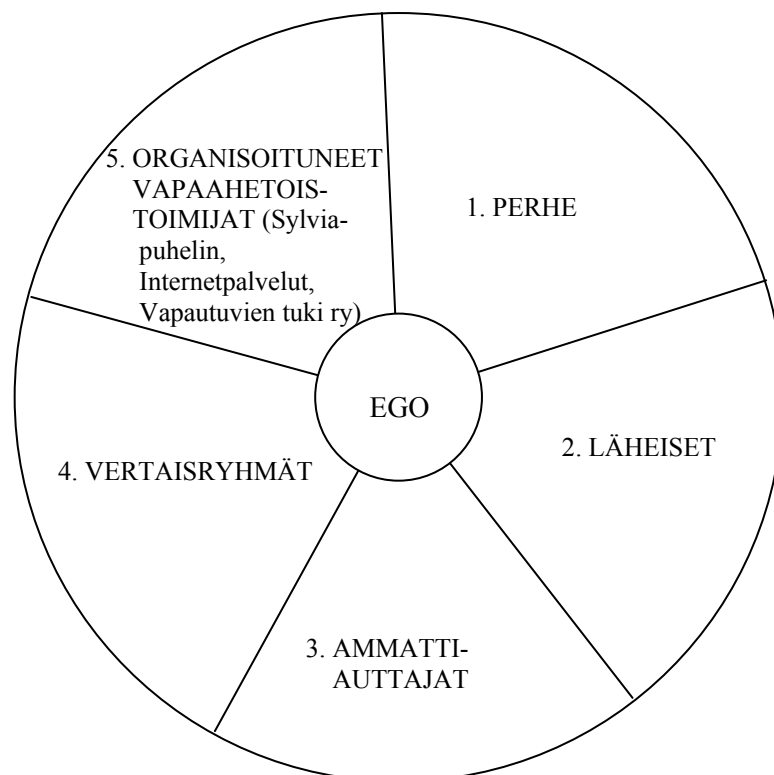 1. PERHE
2. LÄHEISET
3. AMMATTI-
AUTTAJAT
4. VERTAISRYHMÄT
5. ORGANISOITUNEET
VAPAAHETOIS-
TOIMIJAT (Sylvia-
puhelin,
Internetpalvelut,
Vapautuvien tuki ry)
EGO